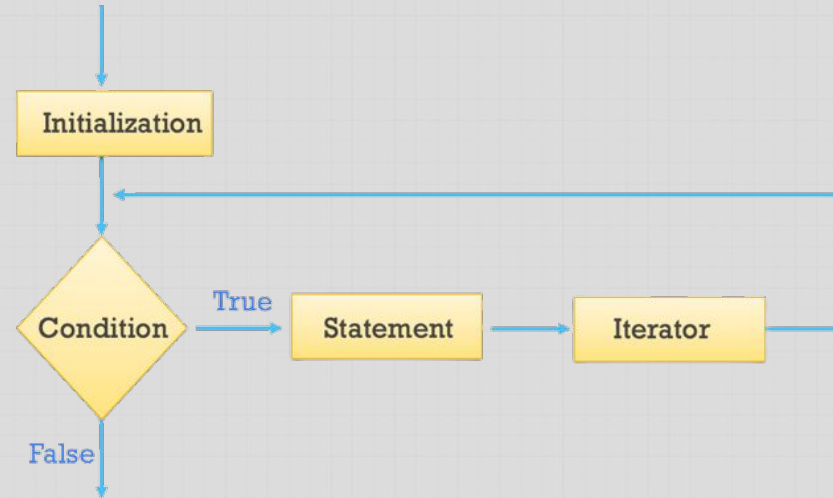 Initialization
True
Condition
Statement
Iterator
False